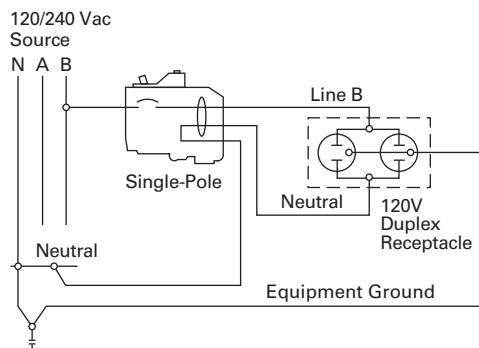 120/240 Vac
Source
N A B
Line B
Single-Pole
Neutral
120V
Duplex
Receptacle
Neutral
Equipment Ground